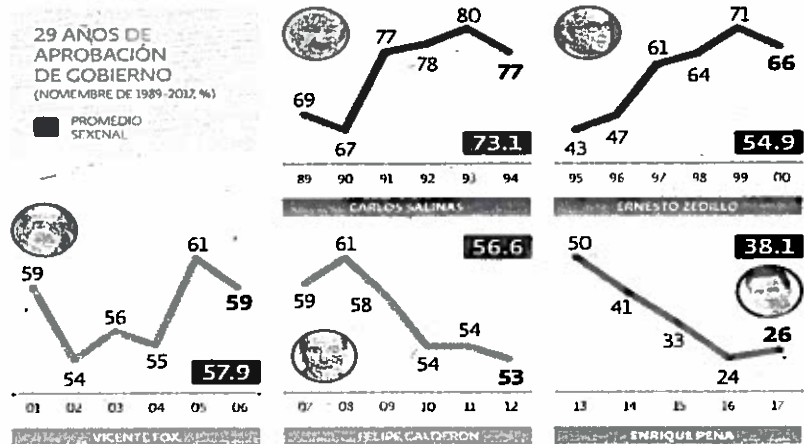 29 AÑOS DE
APROBACIÓN
DE GOBIERNO
(NOVIEMBRE DE 1989-2017, %)
PROMEDIO
SEXENAL
69 67 77 78 80 77
73.1
89 90 91 92 93 94
CARLOS SALINAS
43 47 61 64 71 66
54.9
95 96 97 98 99 00
ERNESTO ZEDILLO
59 54 56 55 61 59
57.9
01 02 03 04 05 06
VICENTE FOX
59 61 58 54 54 53
56.6
07 08 09 10 11 12
FELIPE CALDERÓN
50 41 33 24 26
38.1
13 14 15 16 17
ENRIQUE PEÑA